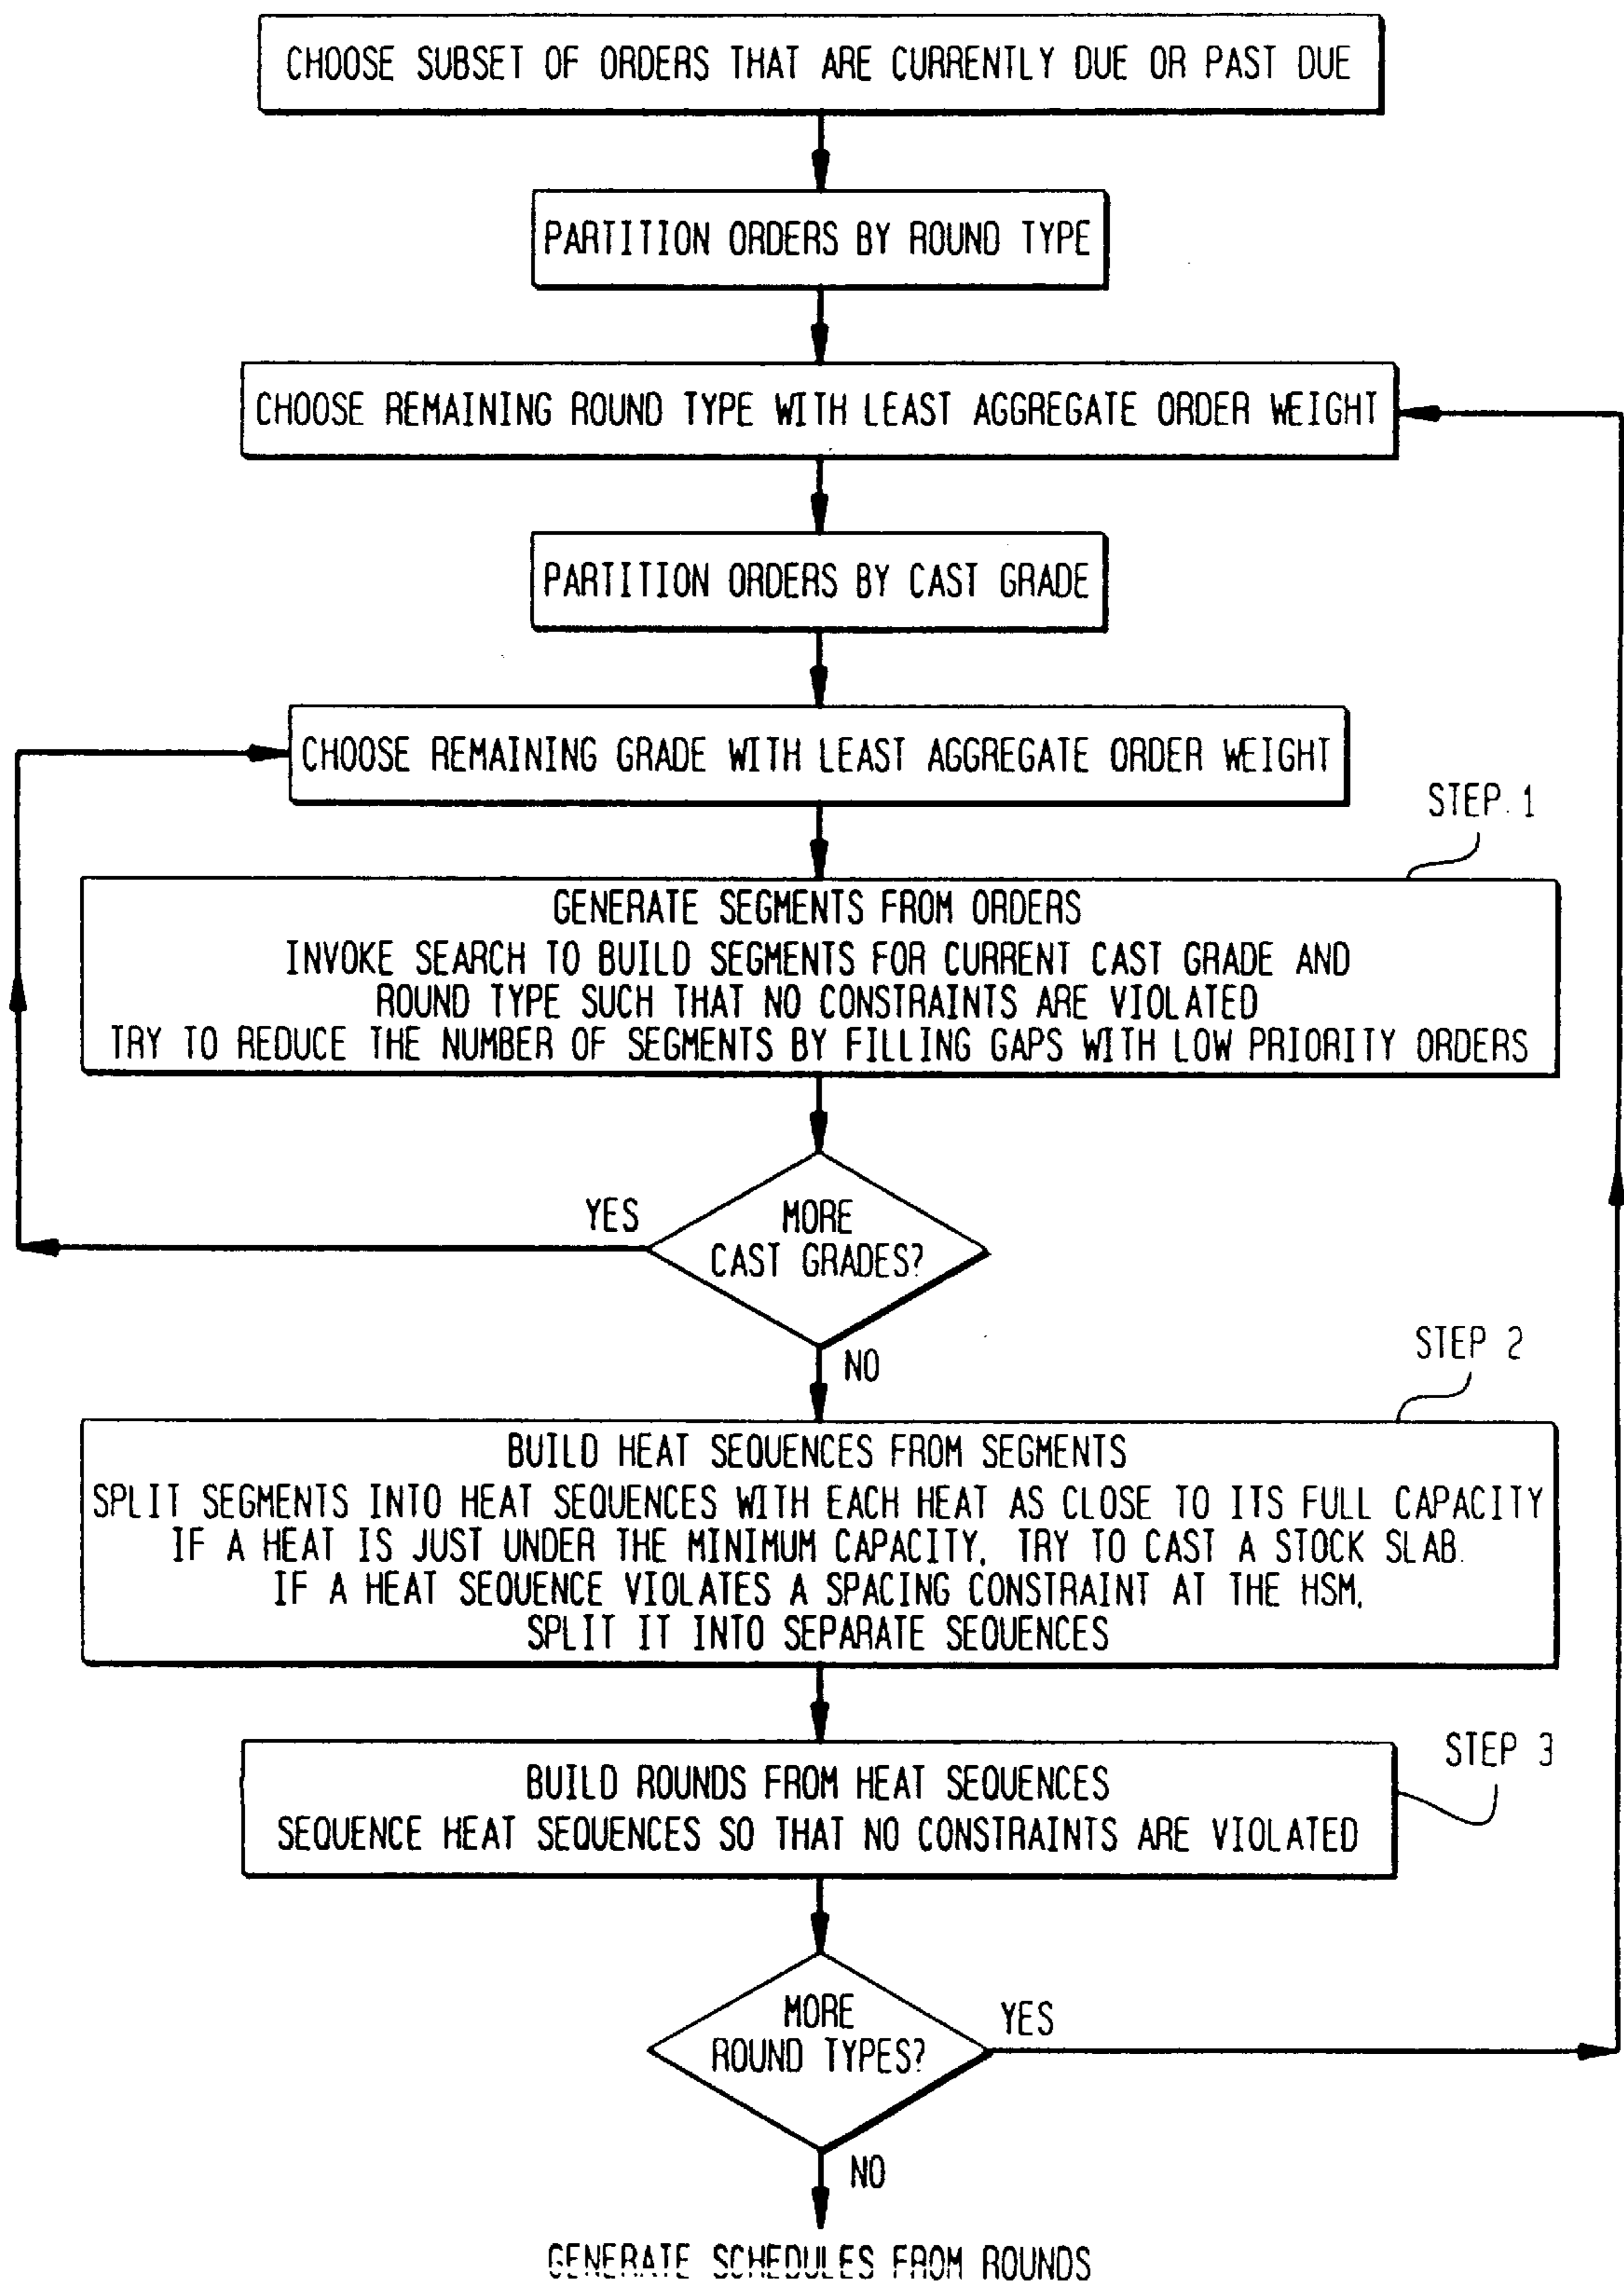 CHOOSE SUBSET OF ORDERS THAT ARE CURRENTLY DUE OR PAST DUE
PARTITION ORDERS BY ROUND TYPE
CHOOSE REMAINING ROUND TYPE WITH LEAST AGGREGATE ORDER WEIGHT
PARTITION ORDERS BY CAST GRADE
CHOOSE REMAINING GRADE WITH LEAST AGGREGATE ORDER WEIGHT
STEP 1
GENERATE SEGMENTS FROM ORDERS
INVOKE SEARCH TO BUILD SEGMENTS FOR CURRENT CAST GRADE AND
ROUND TYPE SUCH THAT NO CONSTRAINTS ARE VIOLATED
TRY TO REDUCE THE NUMBER OF SEGMENTS BY FILLING GAPS WITH LOW PRIORITY ORDERS
YES
MORE
CAST GRADES?
NO
STEP 2
BUILD HEAT SEQUENCES FROM SEGMENTS
SPLIT SEGMENTS INTO HEAT SEQUENCES WITH EACH HEAT AS CLOSE TO ITS FULL CAPACITY
IF A HEAT IS JUST UNDER THE MINIMUM CAPACITY, TRY TO CAST A STOCK SLAB.
IF A HEAT SEQUENCE VIOLATES A SPACING CONSTRAINT AT THE HSM,
SPLIT IT INTO SEPARATE SEQUENCES
STEP 3
BUILD ROUNDS FROM HEAT SEQUENCES
SEQUENCE HEAT SEQUENCES SO THAT NO CONSTRAINTS ARE VIOLATED
MORE
ROUND TYPES?
YES
NO
GENERATE SCHEDULES FROM ROUNDS